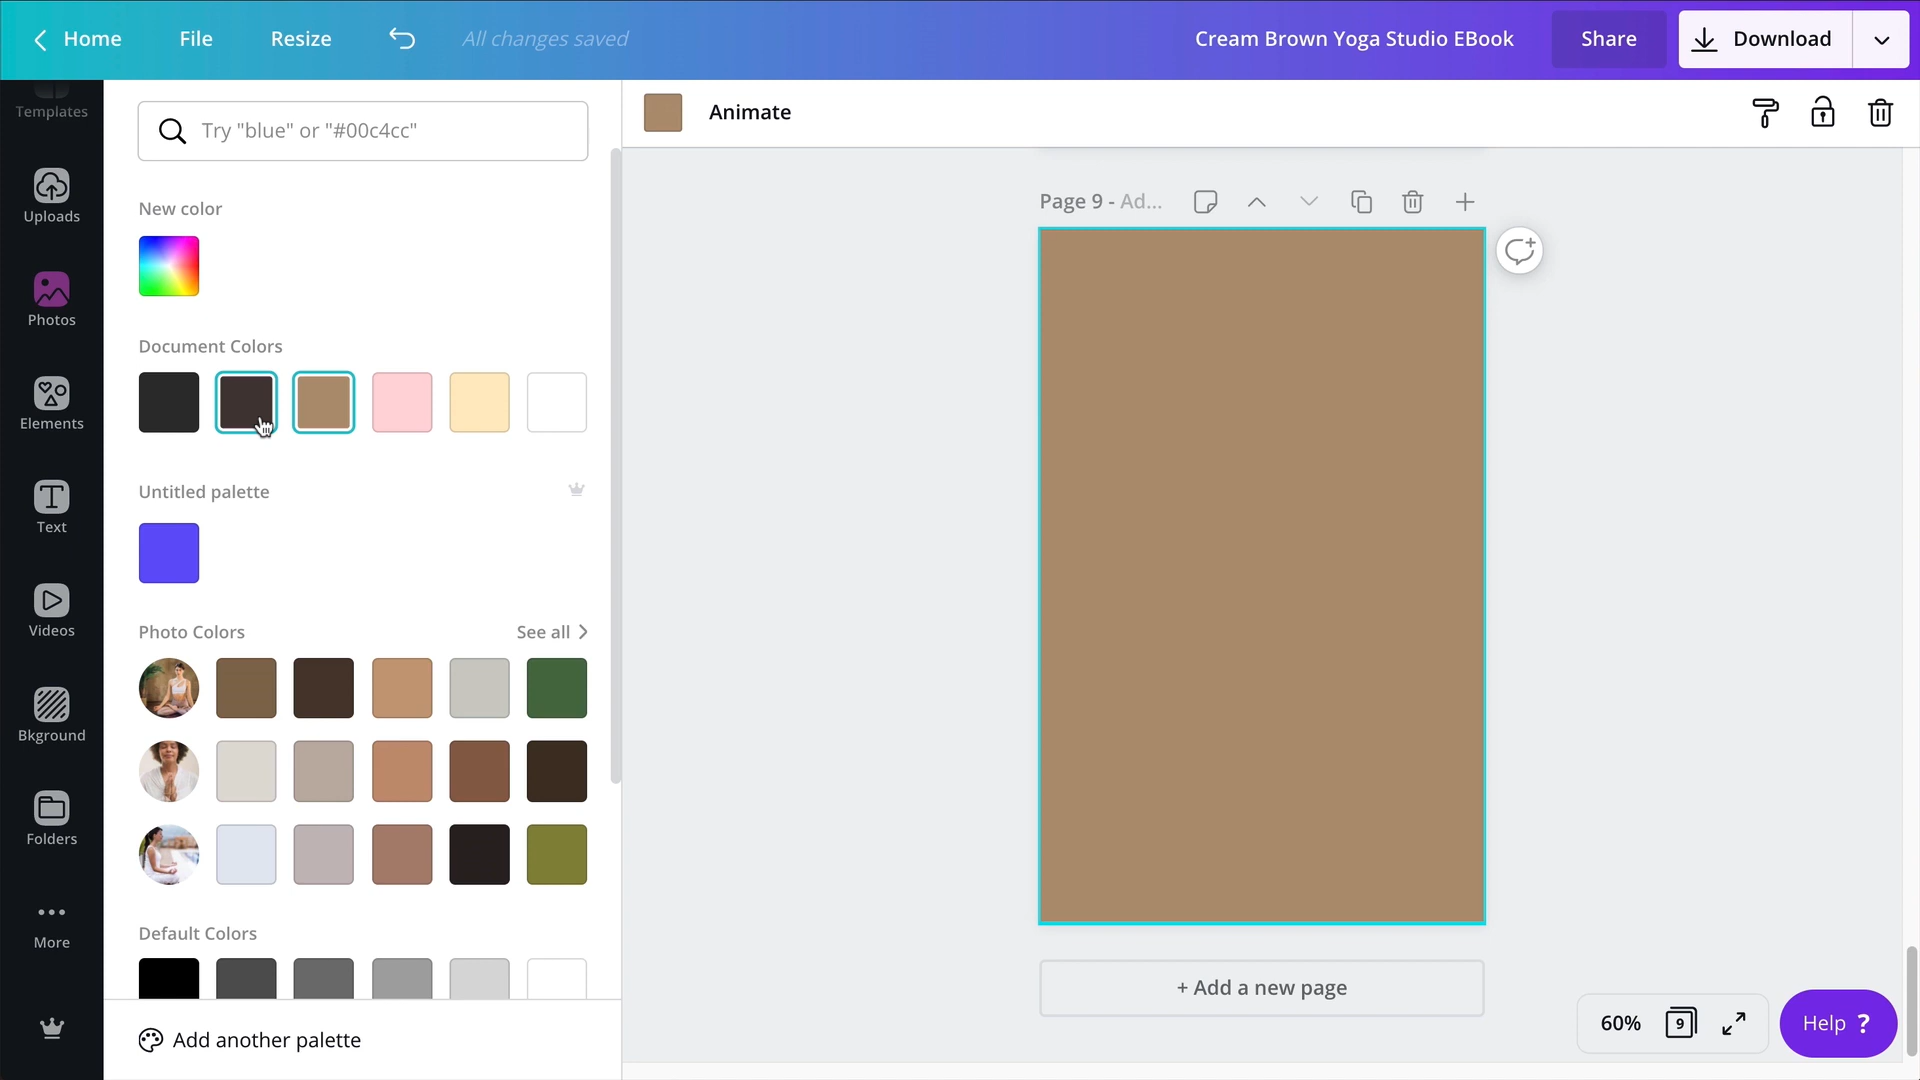 Home
File
Resize
All changes saved
Cream Brown Yoga Studio EBook
Share
Download
Templates
Uploads
Photos
Elements
Text
Videos
Bkground
Folders
More
Try "blue" or "#00c4cc"
New color
Document Colors
Untitled palette
Photo Colors
See all
Default Colors
Add another palette
Animate
Page 9 - Ad...
+ Add a new page
60%
9
Help ?